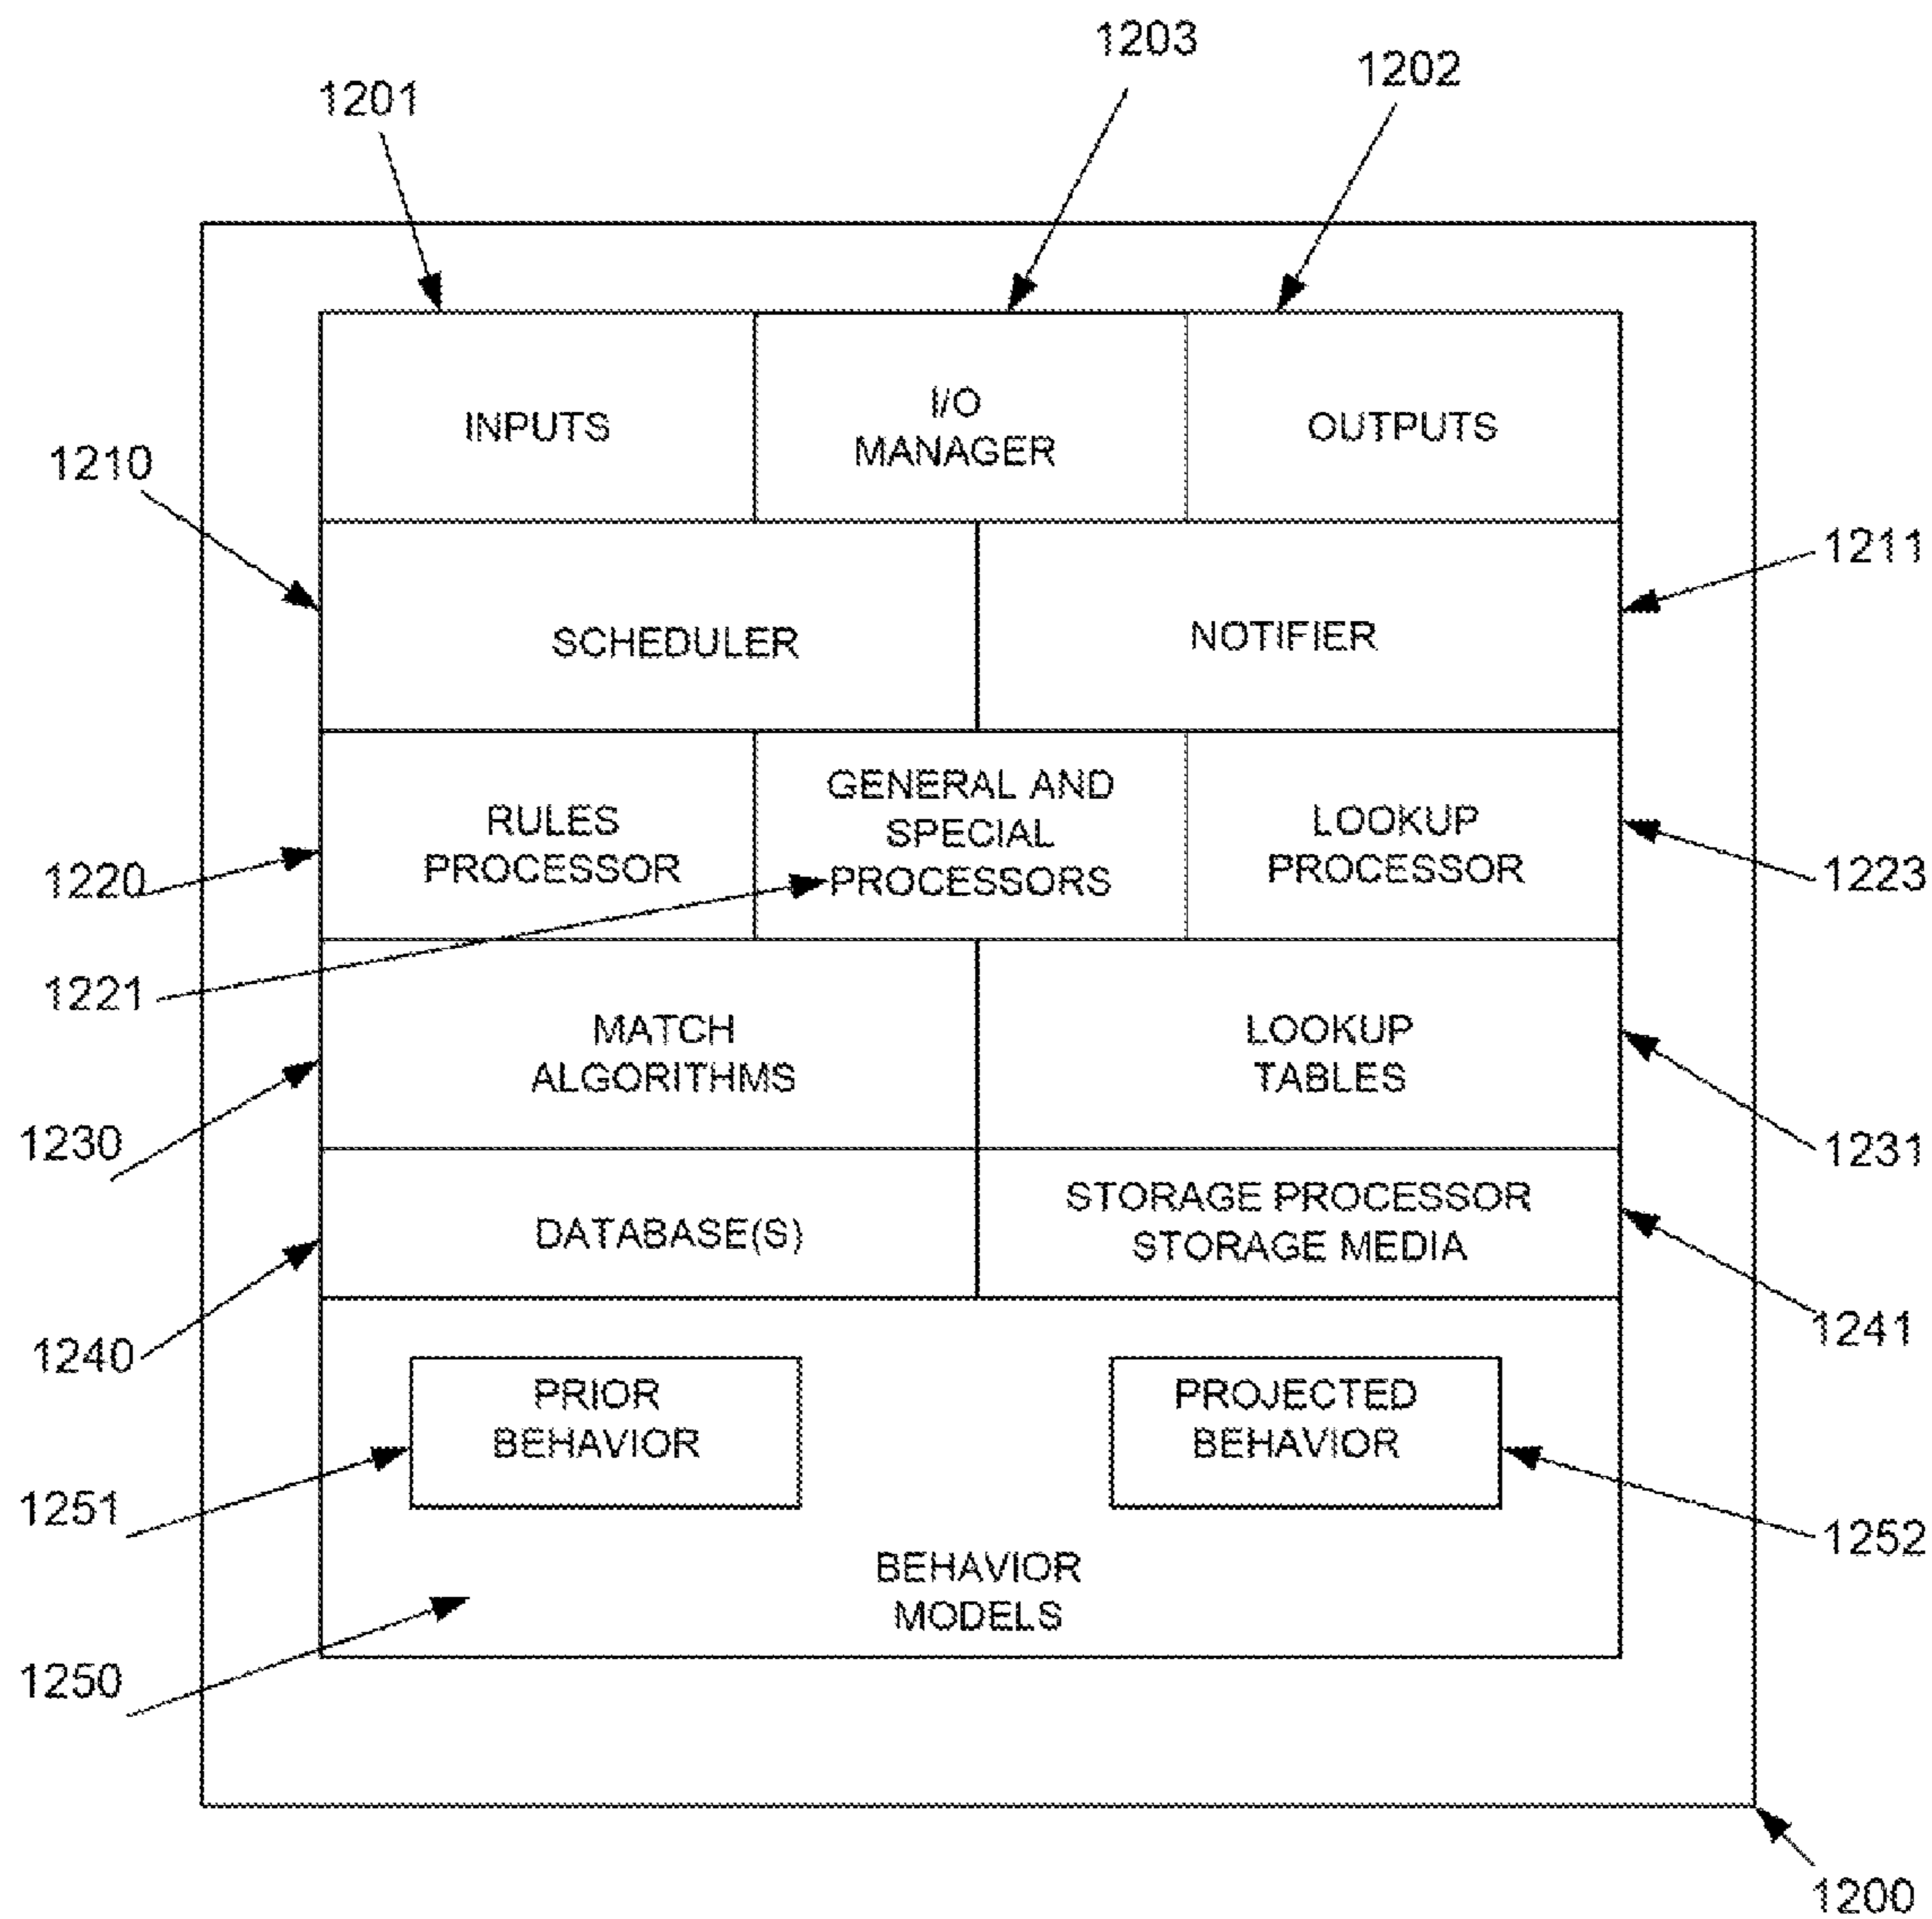 1203
1202
1201
INPUTS
I/O
MANAGER
OUTPUTS
1210
1211
SCHEDULER
NOTIFIER
RULES
PROCESSOR
GENERAL AND
SPECIAL
PROCESSORS
LOOKUP
PROCESSOR
1220
1223
1221
MATCH
ALGORITHMS
LOOKUP
TABLES
1230
1231
DATABASE(S)
STORAGE PROCESSOR
STORAGE MEDIA
1240
1241
PRIOR
BEHAVIOR
PROJECTED
BEHAVIOR
1251
1252
BEHAVIOR
MODELS
1250
1200